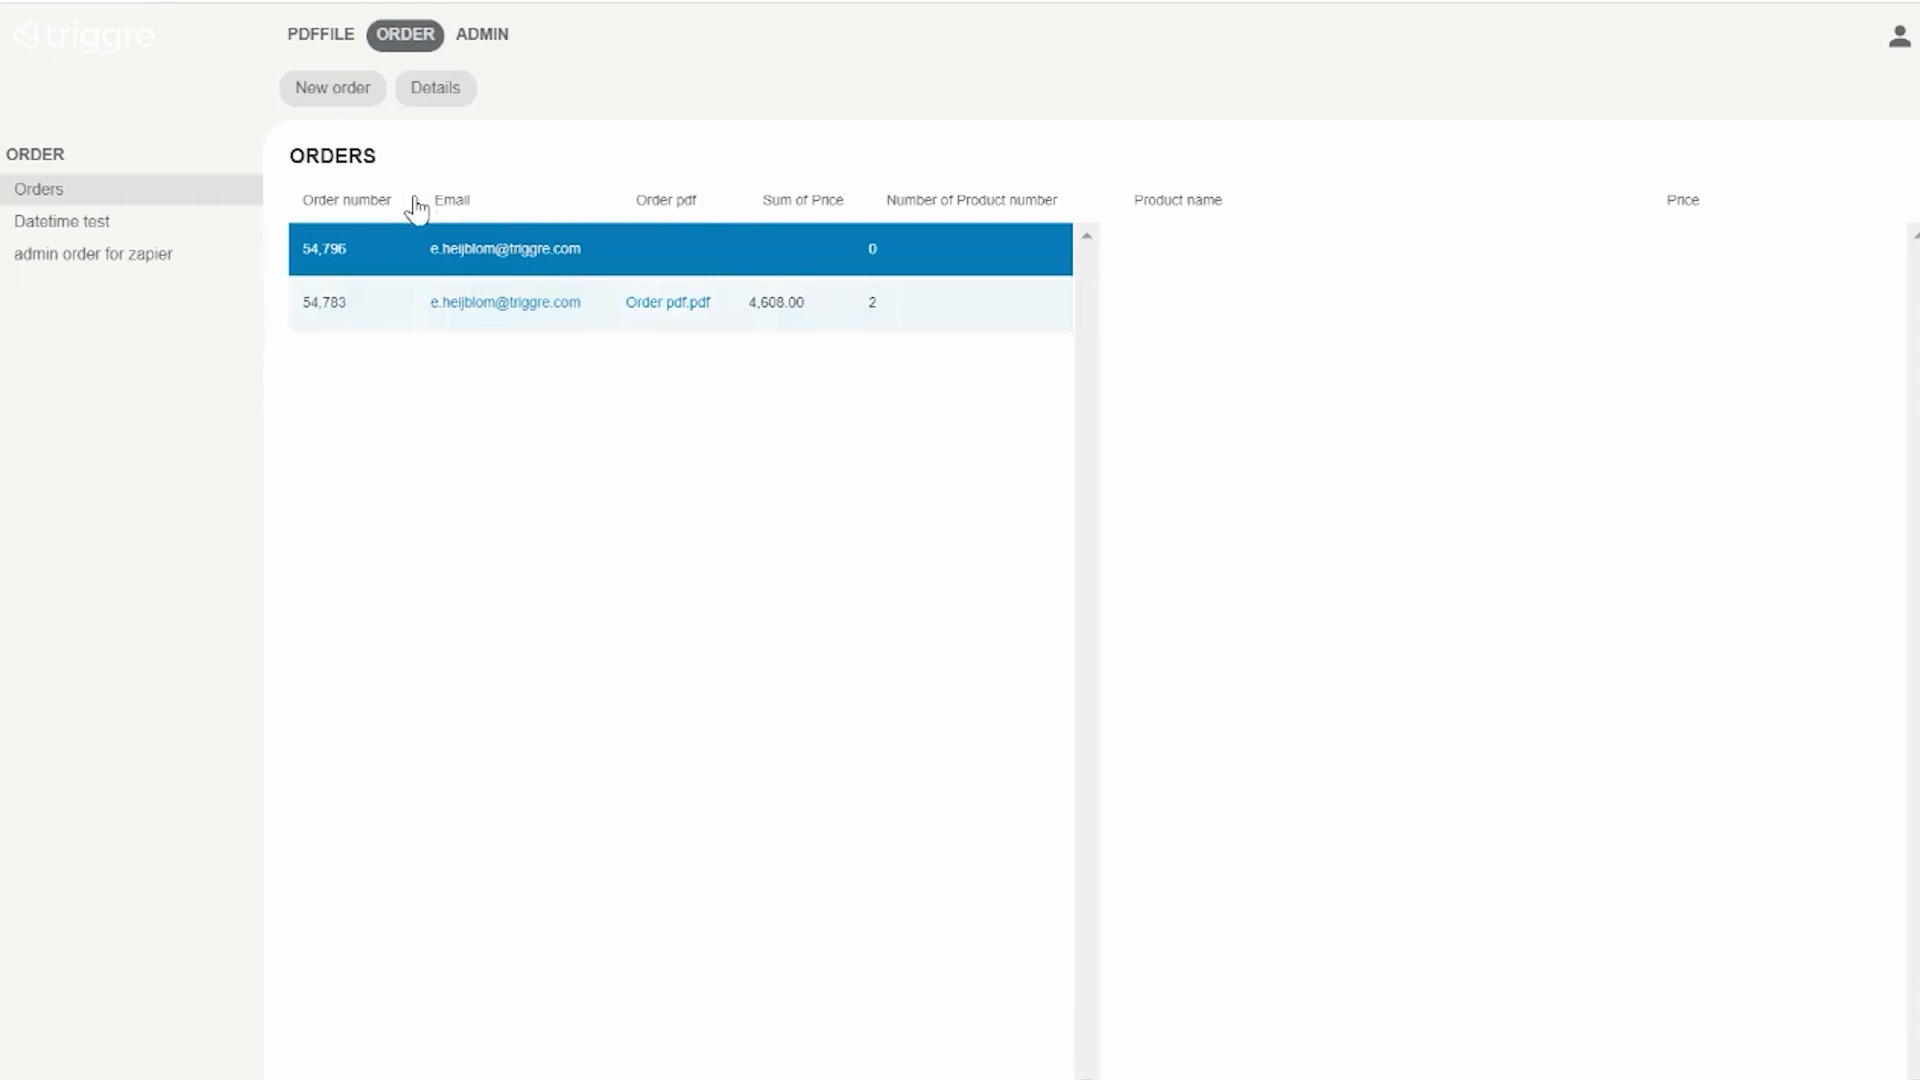 triggre
PDFFILE ORDER ADMIN
New order Details
ORDER
Orders
Datetime test
admin order for zapier
ORDERS
Order number Email Order pdf Sum of Price Number of Product number Product name Price
54,796 e.heijblom@triggre.com 0
54,783 e.heijblom@triggre.com Order pdf.pdf 4,608.00 2